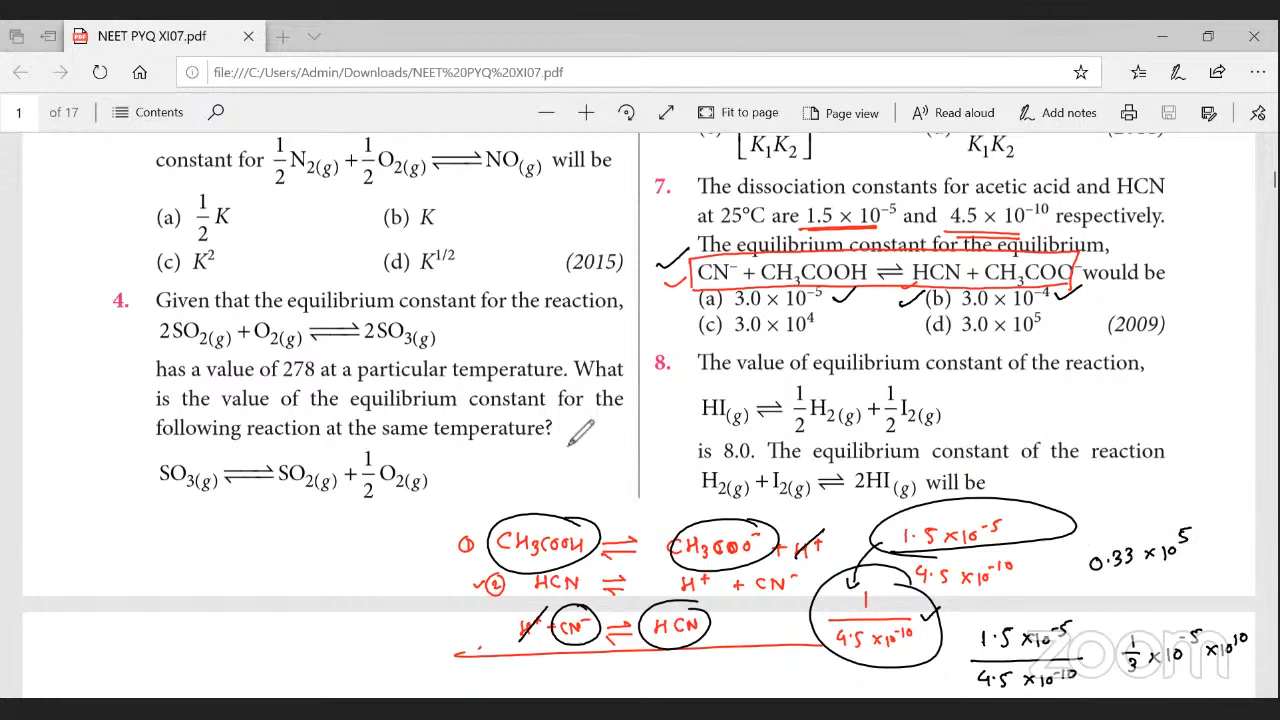 NEET PYQ XI07.pdf
file:///C:/Users/Admin/Downloads/NEET%20PYQ%20XI07.pdf
1 of 17 Contents Fit to page Page view Read aloud Add notes
constant for 1/2 N₂(g) + 1/2 O₂(g) ⇌ NO(g) will be
(a) 1/2 K (b) K
(c) K² (d) K^1/2 (2015)
4. Given that the equilibrium constant for the reaction,
2SO₂(g) + O₂(g) ⇌ 2SO₃(g)
has a value of 278 at a particular temperature. What
is the value of the equilibrium constant for the
following reaction at the same temperature?
SO₃(g) ⇌ SO₂(g) + 1/2 O₂(g)
[K₁K₂] K₁K₂
7. The dissociation constants for acetic acid and HCN
at 25°C are 1.5 × 10⁻⁵ and 4.5 × 10⁻¹⁰ respectively.
The equilibrium constant for the equilibrium,
CN⁻ + CH₃COOH ⇌ HCN + CH₃COO⁻ would be
(a) 3.0 × 10⁻⁵ (b) 3.0 × 10⁻⁴
(c) 3.0 × 10⁴ (d) 3.0 × 10⁵ (2009)
8. The value of equilibrium constant of the reaction,
HI(g) ⇌ 1/2 H₂(g) + 1/2 I₂(g)
is 8.0. The equilibrium constant of the reaction
H₂(g) + I₂(g) ⇌ 2HI(g) will be
① CH3COOH ⇌ CH3COO⁻ + H⁺ 1.5 ×10⁻⁵
② HCN ⇌ H⁺ + CN⁻ 4.5 ×10⁻¹⁰
H⁺ + CN⁻ ⇌ HCN 1/4.5 ×10⁻¹⁰
0.33 ×10⁵
1.5 ×10⁻⁵/4.5 ×10⁻¹⁰ 1/3 ×10⁻⁵ ×10¹⁰
zoom